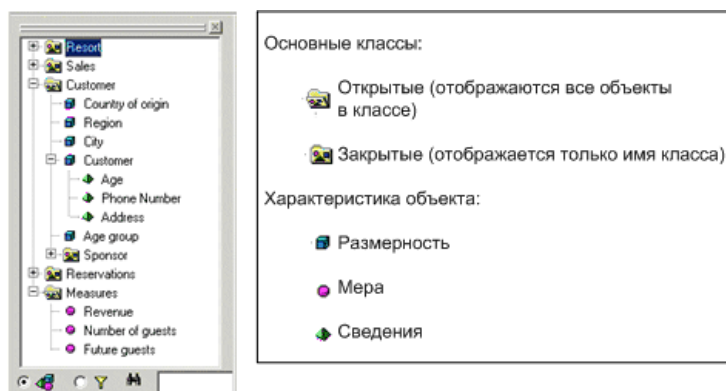 Resort
Sales
Customer
Country of origin
Region
City
Customer
Age
Phone Number
Address
Age group
Sponsor
Reservations
Measures
Revenue
Number of guests
Future guests
Основные классы:
Открытые (отображаются все объекты
в классе)
Закрытые (отображается только имя класса)
Характеристика объекта:
Размерность
Мера
Сведения